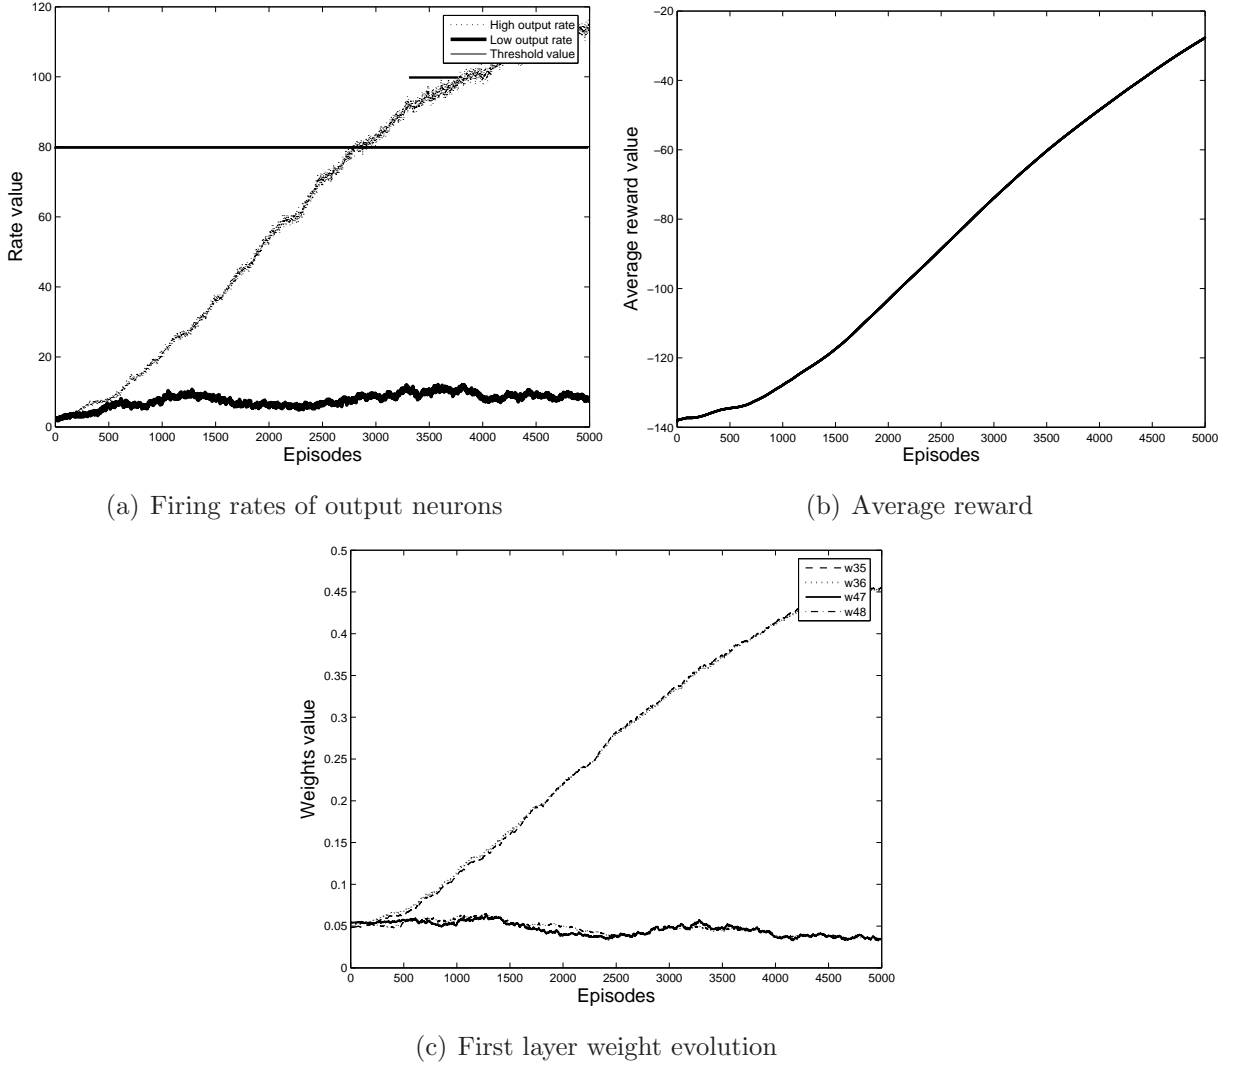 120
100
80
60
40
20
0
Rate value
0 500 1000 1500 2000 2500 3000 3500 4000 4500 5000
Episodes
High output rate
Low output rate
Threshold value
(a) Firing rates of output neurons
−20
−40
−60
−80
−100
−120
−140
Average reward value
0 500 1000 1500 2000 2500 3000 3500 4000 4500 5000
Episodes
(b) Average reward
0.5
0.45
0.4
0.35
0.3
0.25
0.2
0.15
0.1
0.05
0
Weights value
0 500 1000 1500 2000 2500 3000 3500 4000 4500 5000
Episodes
w35
w36
w47
w48
(c) First layer weight evolution